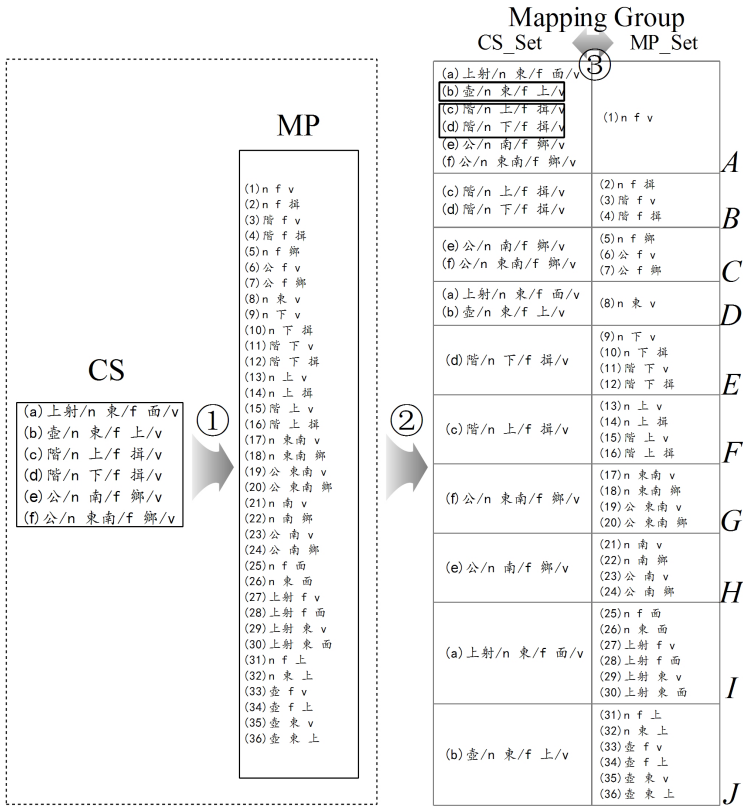 Mapping Group
CS_Set
MP_Set
③
MP
(1)n f v
(2)n f 揖
(3)階 f v
(4)階 f 揖
(5)n f 鄉
(6)公 f v
(7)公 f 鄉
(8)n 東 v
(9)n 下 v
(10)n 下 揖
(11)階 下 v
(12)階 下 揖
(13)n 上 v
(14)n 上 揖
(15)階 上 v
(16)階 上 揖
(17)n 東南 v
(18)n 東南 鄉
(19)公 東南 v
(20)公 東南 鄉
(21)n 南 v
(22)n 南 鄉
(23)公 南 v
(24)公 南 鄉
(25)n f 面
(26)n 東 面
(27)上射 f v
(28)上射 f 面
(29)上射 東 v
(30)上射 東 面
(31)n f 上
(32)n 東 上
(33)壺 f v
(34)壺 f 上
(35)壺 東 v
(36)壺 東 上
CS
(a)上射/n 東/f 面/v
(b)壺/n 東/f 上/v
(c)階/n 上/f 揖/v
(d)階/n 下/f 揖/v
(e)公/n 南/f 鄉/v
(f)公/n 東南/f 鄉/v
①
②
(a)上射/n 東/f 面/v
(b)壺/n 東/f 上/v
(c)階/n 上/f 揖/v
(d)階/n 下/f 揖/v
(e)公/n 南/f 鄉/v
(f)公/n 東南/f 鄉/v
(1)n f v
A
(c)階/n 上/f 揖/v
(d)階/n 下/f 揖/v
(2)n f 揖
(3)階 f v
(4)階 f 揖
B
(e)公/n 南/f 鄉/v
(f)公/n 東南/f 鄉/v
(5)n f 鄉
(6)公 f v
(7)公 f 鄉
C
(a)上射/n 東/f 面/v
(b)壺/n 東/f 上/v
(8)n 東 v
D
(d)階/n 下/f 揖/v
(9)n 下 v
(10)n 下 揖
(11)階 下 v
(12)階 下 揖
E
(c)階/n 上/f 揖/v
(13)n 上 v
(14)n 上 揖
(15)階 上 v
(16)階 上 揖
F
(f)公/n 東南/f 鄉/v
(17)n 東南 v
(18)n 東南 鄉
(19)公 東南 v
(20)公 東南 鄉
G
(e)公/n 南/f 鄉/v
(21)n 南 v
(22)n 南 鄉
(23)公 南 v
(24)公 南 鄉
H
(a)上射/n 東/f 面/v
(25)n f 面
(26)n 東 面
(27)上射 f v
(28)上射 f 面
(29)上射 東 v
(30)上射 東 面
I
(b)壺/n 東/f 上/v
(31)n f 上
(32)n 東 上
(33)壺 f v
(34)壺 f 上
(35)壺 東 v
(36)壺 東 上
J